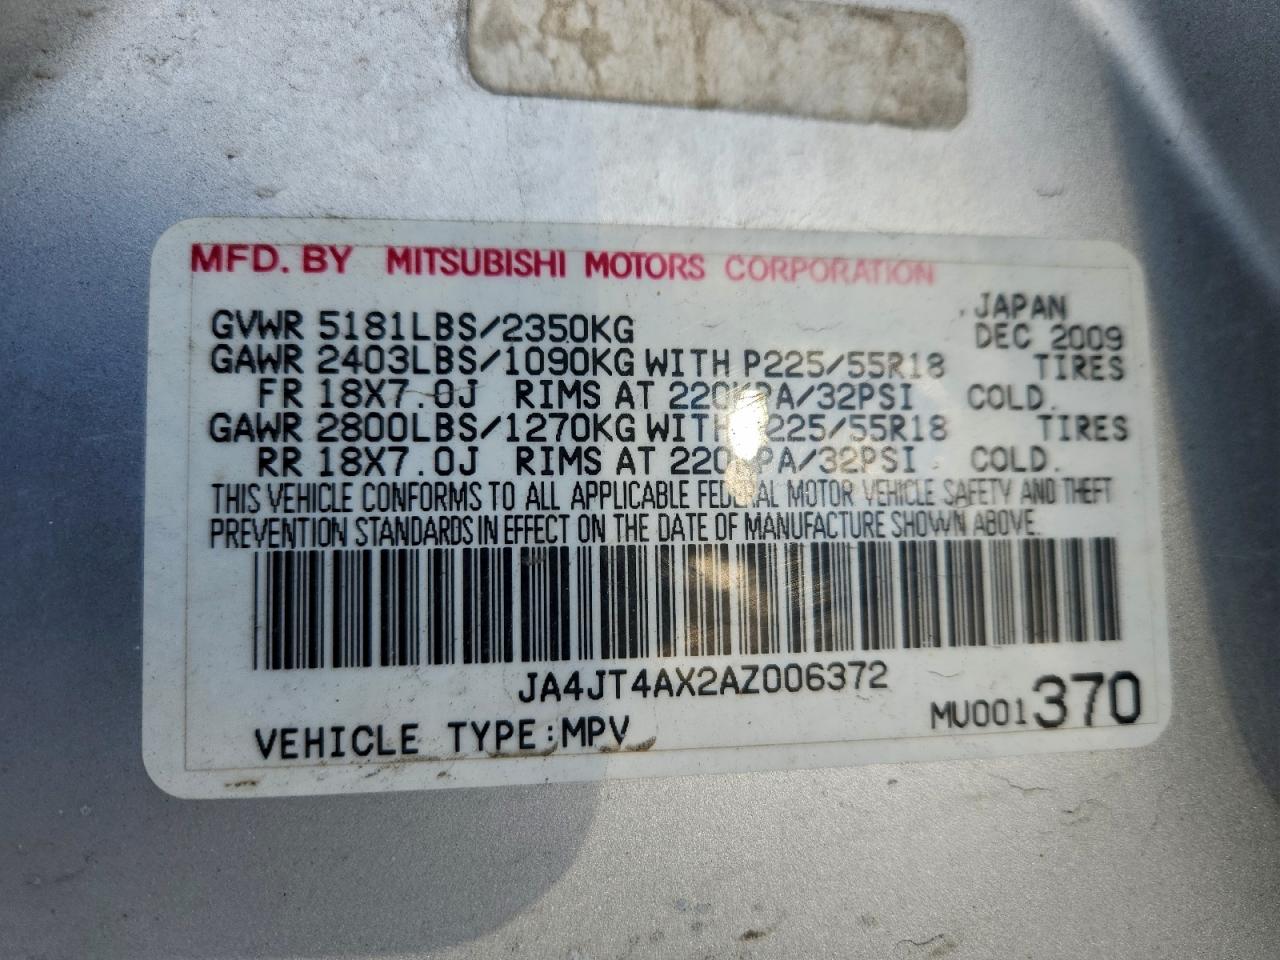 MFD. BY MITSUBISHI MOTORS CORPORATION
JAPAN
GVWR 5181LBS/2350KG DEC 2009
GAWR 2403LBS/1090KG WITH P225/55R18 TIRES
FR 18X7.0J RIMS AT 220KPA/32PSI COLD.
GAWR 2800LBS/1270KG WITH P225/55R18 TIRES
RR 18X7.0J RIMS AT 220KPA/32PSI COLD.
THIS VEHICLE CONFORMS TO ALL APPLICABLE FEDERAL MOTOR VEHICLE SAFETY AND THEFT
PREVENTION STANDARDS IN EFFECT ON THE DATE OF MANUFACTURE SHOWN ABOVE.
JA4JT4AX2AZ006372
VEHICLE TYPE:MPV MU001370